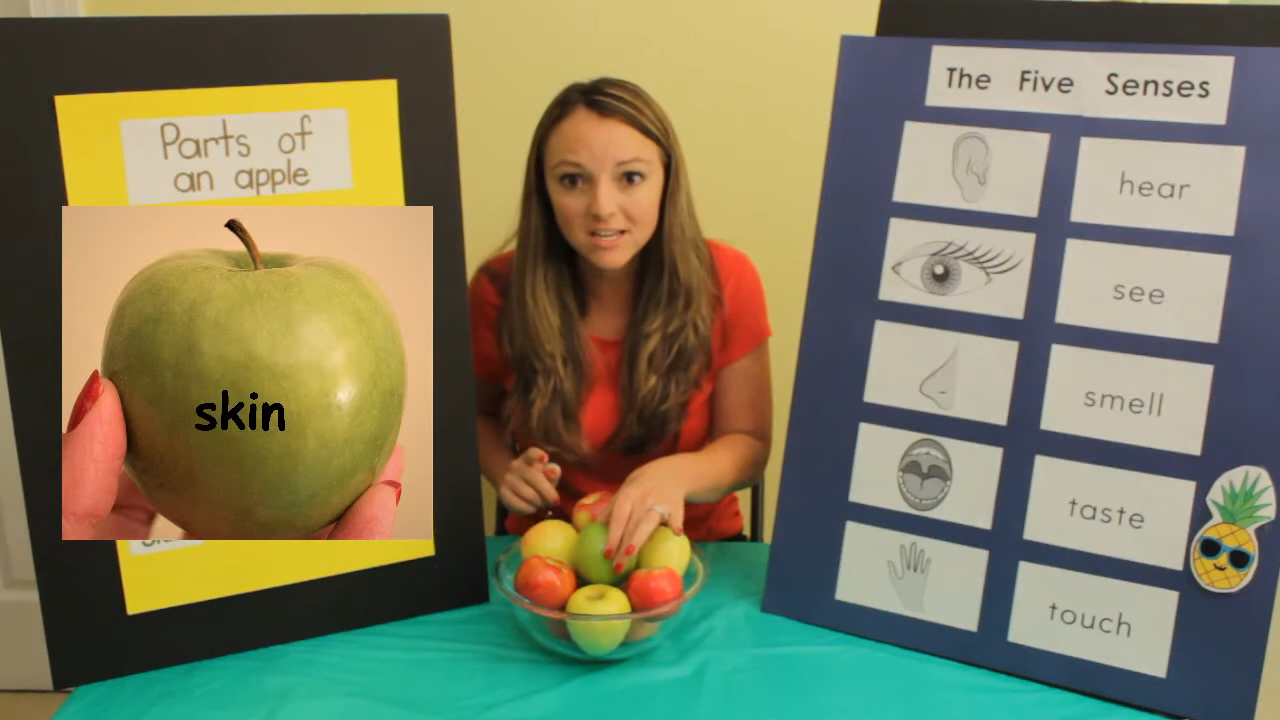 Parts of
an apple
skin
The Five Senses
hear
see
smell
taste
touch